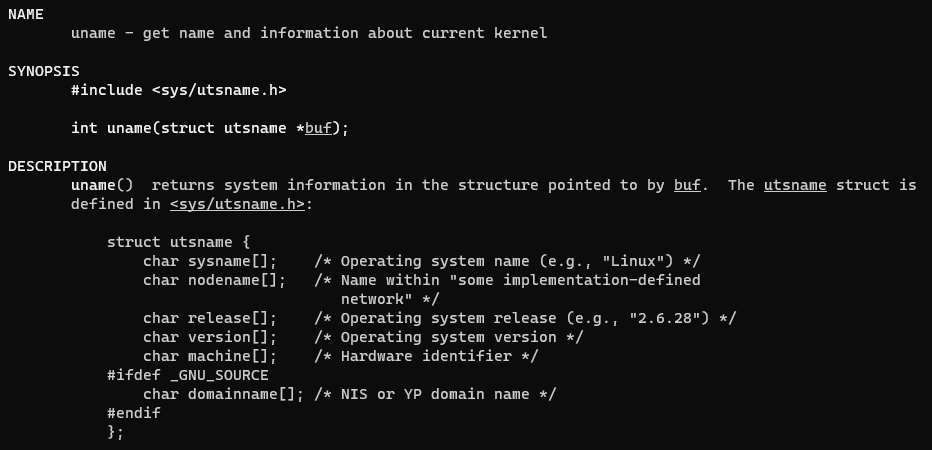 NAME
       uname - get name and information about current kernel
SYNOPSIS
       #include <sys/utsname.h>
       int uname(struct utsname *buf);
DESCRIPTION
       uname()  returns system information in the structure pointed to by buf.  The utsname struct is
       defined in <sys/utsname.h>:
           struct utsname {
               char sysname[];    /* Operating system name (e.g., "Linux") */
               char nodename[];   /* Name within "some implementation-defined
                                     network" */
               char release[];    /* Operating system release (e.g., "2.6.28") */
               char version[];    /* Operating system version */
               char machine[];    /* Hardware identifier */
           #ifdef _GNU_SOURCE
               char domainname[]; /* NIS or YP domain name */
           #endif
           };